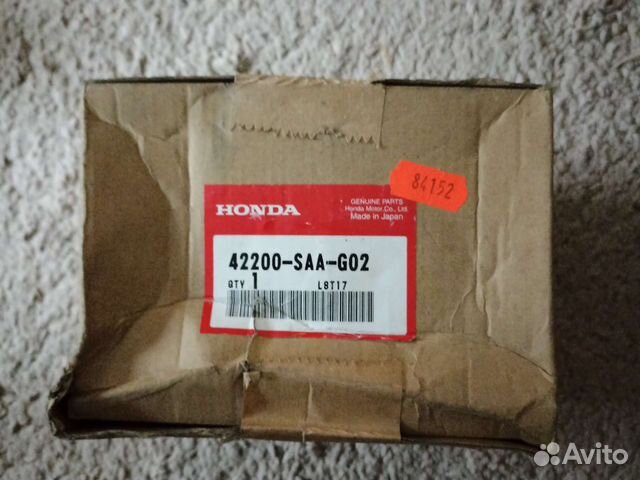 84152
HONDA
GENUINE PARTS
Honda Motor Co., Ltd.
Made in Japan
42200-SAA-G02
QTY 1 L8T17
Avito